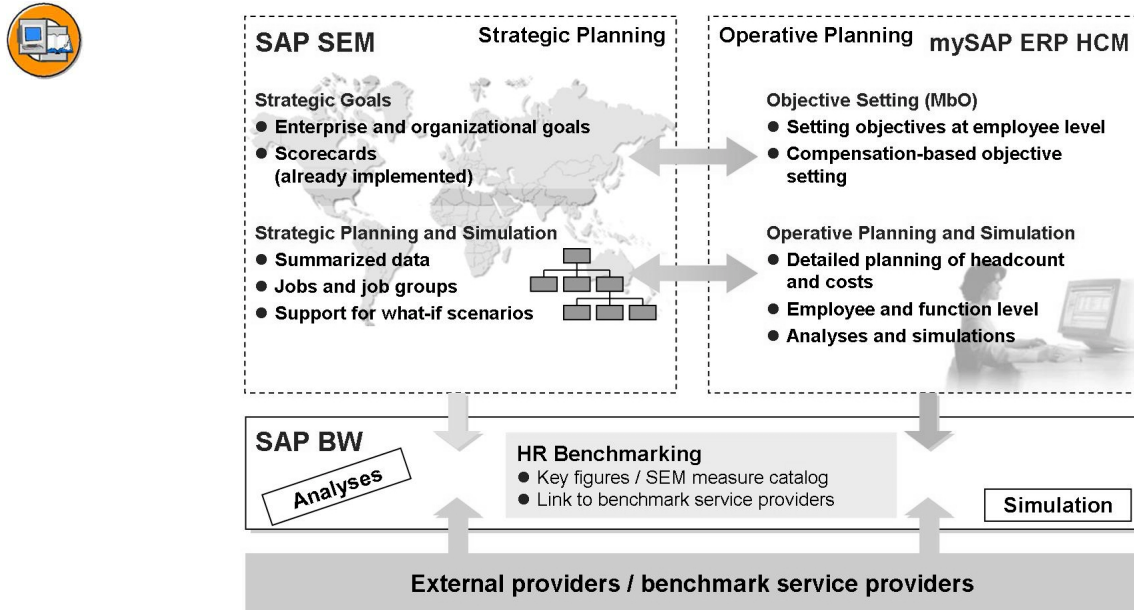 SAP SEM
Strategic Planning
Strategic Goals
● Enterprise and organizational goals
● Scorecards
(already implemented)
Strategic Planning and Simulation
● Summarized data
● Jobs and job groups
● Support for what-if scenarios
Operative Planning
mySAP ERP HCM
Objective Setting (MbO)
● Setting objectives at employee level
● Compensation-based objective
setting
Operative Planning and Simulation
● Detailed planning of headcount
and costs
● Employee and function level
● Analyses and simulations
SAP BW
Analyses
HR Benchmarking
● Key figures / SEM measure catalog
● Link to benchmark service providers
Simulation
External providers / benchmark service providers